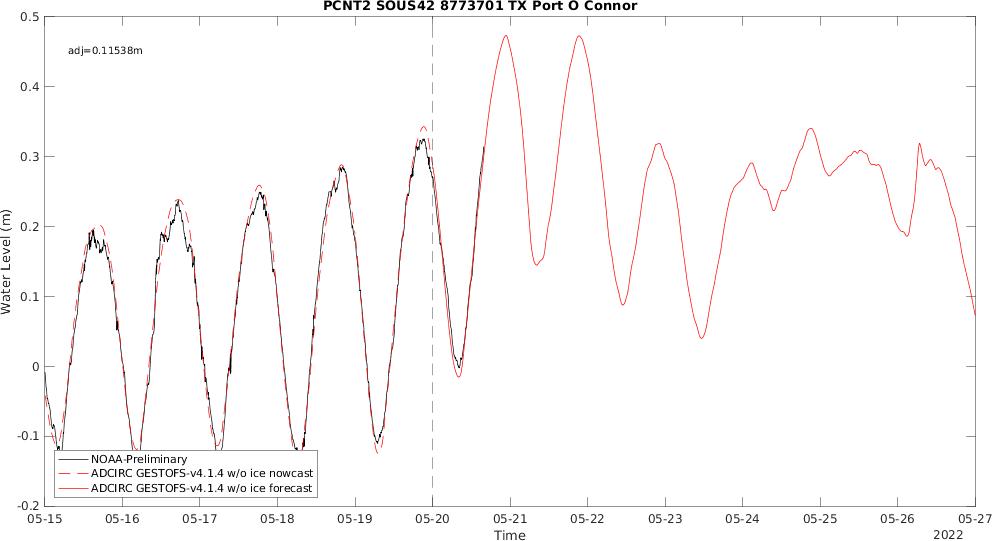 PCNT2 SOUS42 8773701 TX Port O Connor
adj=0.11538m
0.5
0.4
0.3
0.2
0.1
0
-0.1
-0.2
Water Level (m)
NOAA-Preliminary
ADCIRC GESTOFS-v4.1.4 w/o ice nowcast
ADCIRC GESTOFS-v4.1.4 w/o ice forecast
05-15 05-16 05-17 05-18 05-19 05-20 05-21 05-22 05-23 05-24 05-25 05-26 05-27
Time
2022